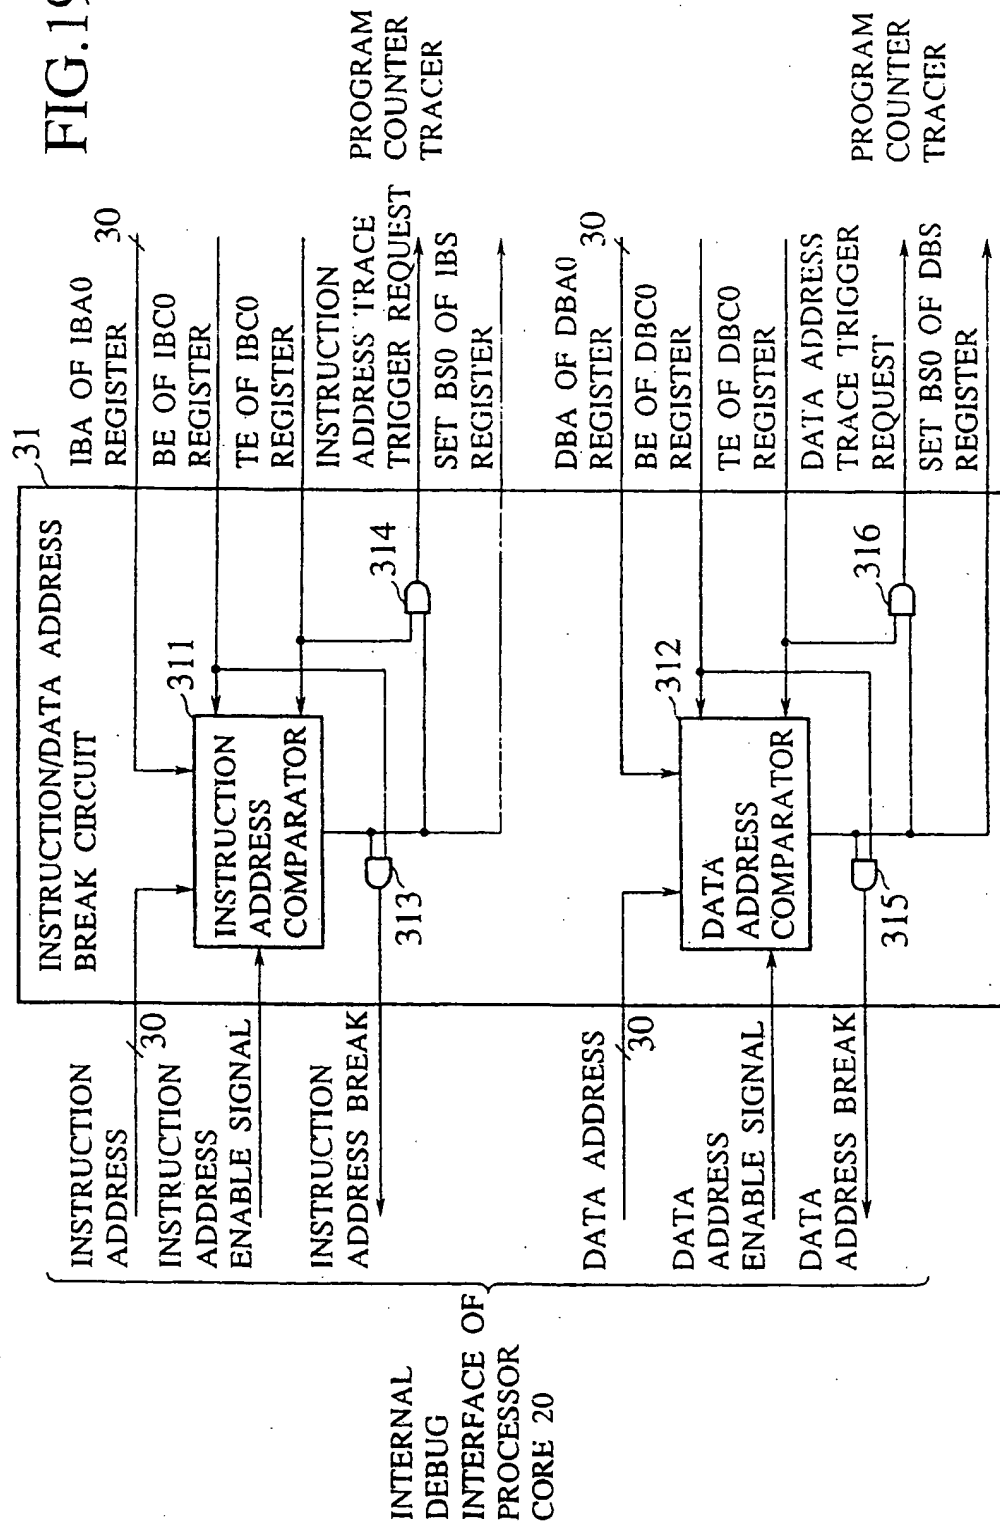 FIG.19
31
INSTRUCTION/DATA ADDRESS
BREAK CIRCUIT
INTERNAL
DEBUG
INTERFACE OF
PROCESSOR
CORE 20
INSTRUCTION
ADDRESS
30
INSTRUCTION
ADDRESS
ENABLE SIGNAL
INSTRUCTION
ADDRESS BREAK
311
INSTRUCTION
ADDRESS
COMPARATOR
313
314
IBA OF IBA0
REGISTER
30
BE OF IBC0
REGISTER
TE OF IBC0
REGISTER
INSTRUCTION
ADDRESS TRACE
TRIGGER REQUEST
SET BS0 OF IBS
REGISTER
PROGRAM
COUNTER
TRACER
DATA ADDRESS
30
DATA
ADDRESS
ENABLE SIGNAL
DATA
ADDRESS BREAK
312
DATA
ADDRESS
COMPARATOR
315
316
DBA OF DBA0
REGISTER
30
BE OF DBC0
REGISTER
TE OF DBC0
REGISTER
DATA ADDRESS
TRACE TRIGGER
REQUEST
SET BS0 OF DBS
REGISTER
PROGRAM
COUNTER
TRACER